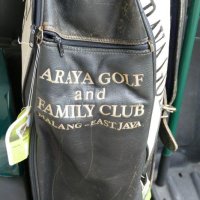 ARAYA GOLF
and
FAMILY CLUB
MALANG - EAST JAVA